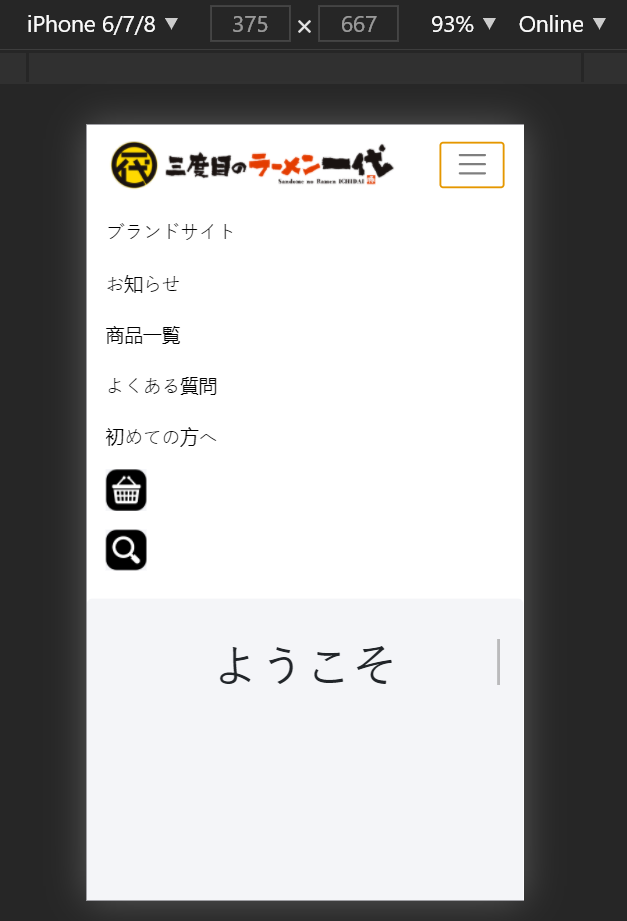 iPhone 6/7/8 ▼ 375 × 667 93% ▼ Online ▼
一代 三度目のラーメン一代
Sandome no Ramen ICHIDAI
ブランドサイト
お知らせ
商品一覧
よくある質問
初めての方へ
ようこそ